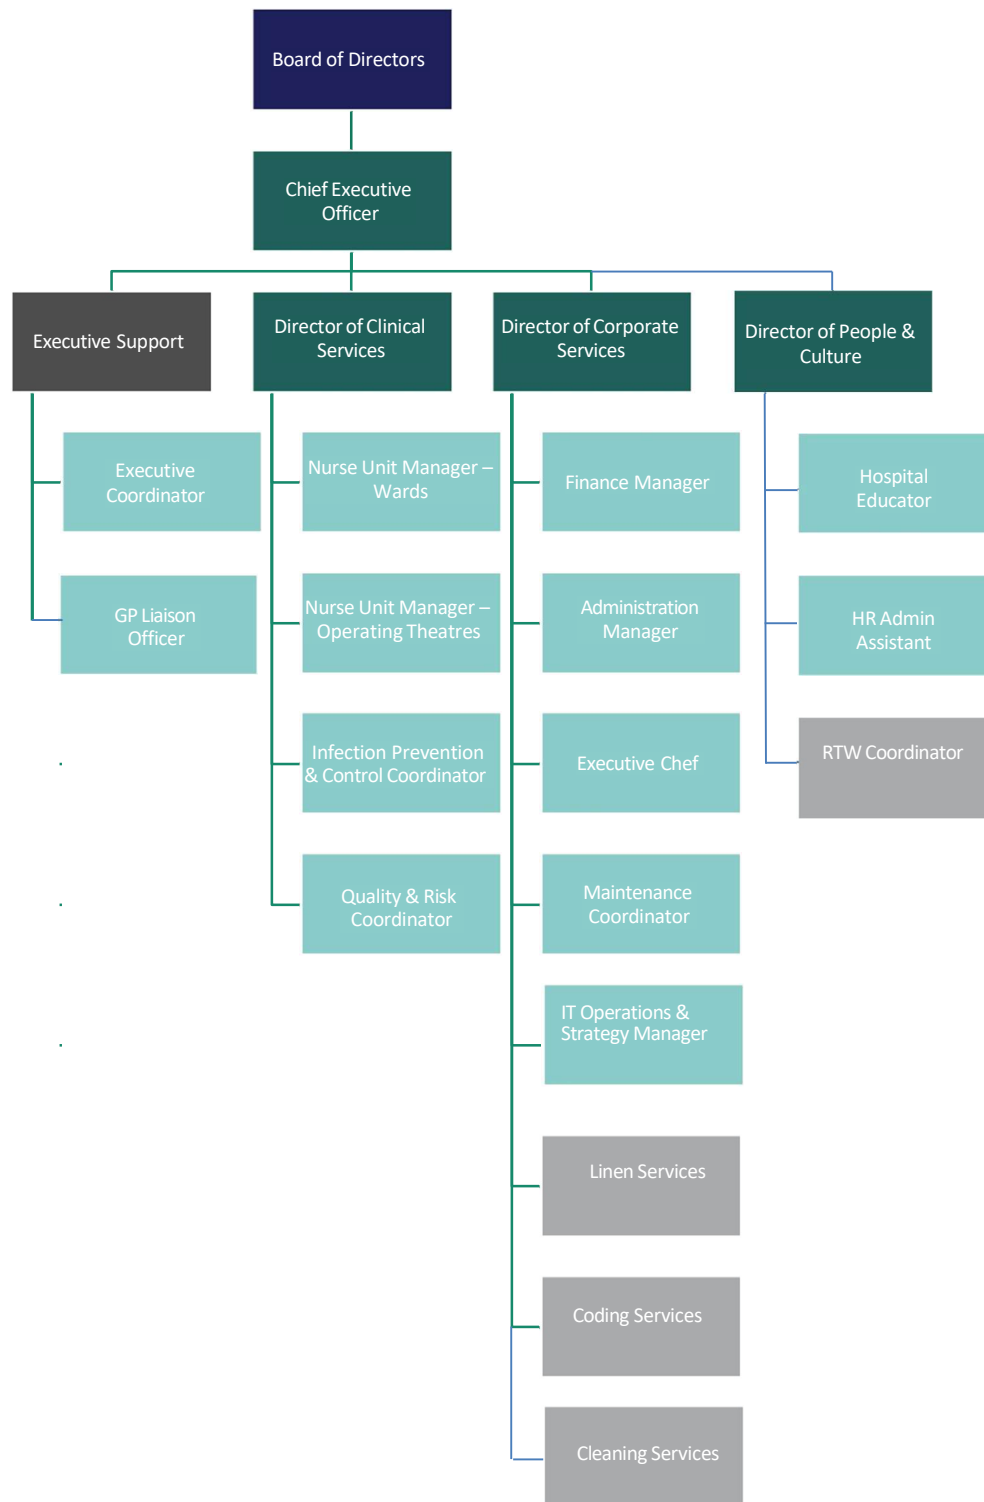 Board of Directors
Chief Executive
Officer
Executive Support
Director of Clinical
Services
Director of Corporate
Services
Director of People &
Culture
Executive
Coordinator
Nurse Unit Manager –
Wards
Finance Manager
Hospital
Educator
GP Liaison
Officer
Nurse Unit Manager –
Operating Theatres
Administration
Manager
HR Admin
Assistant
Infection Prevention
& Control Coordinator
Executive Chef
RTW Coordinator
Quality & Risk
Coordinator
Maintenance
Coordinator
IT Operations &
Strategy Manager
Linen Services
Coding Services
Cleaning Services